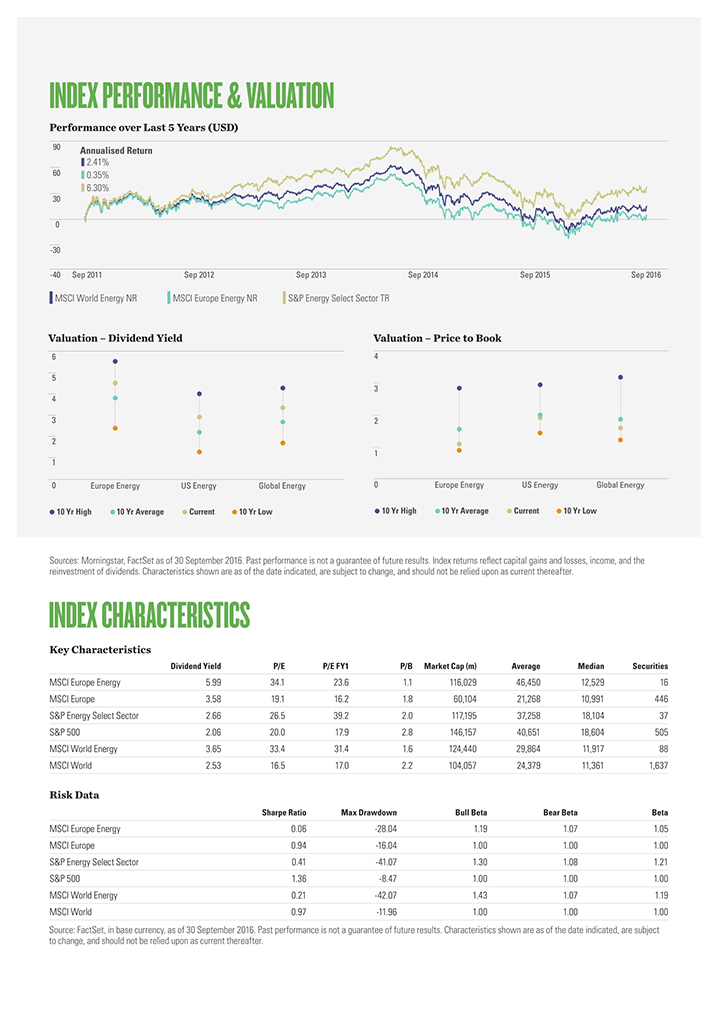 INDEX PERFORMANCE & VALUATION
Performance over Last 5 Years (USD)
90
60
30
0
-30
-40
Annualised Return
2.41%
0.35%
6.30%
Sep 2011 Sep 2012 Sep 2013 Sep 2014 Sep 2015 Sep 2016
MSCI World Energy NR MSCI Europe Energy NR S&P Energy Select Sector TR
Valuation – Dividend Yield
6
5
4
3
2
1
0
Europe Energy US Energy Global Energy
10 Yr High 10 Yr Average Current 10 Yr Low
Valuation – Price to Book
4
3
2
1
0
Europe Energy US Energy Global Energy
10 Yr High 10 Yr Average Current 10 Yr Low
Sources: Morningstar, FactSet as of 30 September 2016. Past performance is not a guarantee of future results. Index returns reflect capital gains and losses, income, and the
reinvestment of dividends. Characteristics shown are as of the date indicated, are subject to change, and should not be relied upon as current thereafter.
INDEX CHARACTERISTICS
Key Characteristics
Dividend Yield P/E P/E FY1 P/B Market Cap (m) Average Median Securities
MSCI Europe Energy 5.99 34.1 23.6 1.1 116,029 46,450 12,529 16
MSCI Europe 3.58 19.1 16.2 1.8 60,104 21,268 10,991 446
S&P Energy Select Sector 2.66 26.5 39.2 2.0 117,195 37,258 18,104 37
S&P 500 2.06 20.0 17.9 2.8 146,157 40,651 18,604 505
MSCI World Energy 3.65 33.4 31.4 1.6 124,440 29,864 11,917 88
MSCI World 2.53 16.5 17.0 2.2 104,057 24,379 11,361 1,637
Risk Data
Sharpe Ratio Max Drawdown Bull Beta Bear Beta Beta
MSCI Europe Energy 0.06 -28.04 1.19 1.07 1.05
MSCI Europe 0.94 -16.04 1.00 1.00 1.00
S&P Energy Select Sector 0.41 -41.07 1.30 1.08 1.21
S&P 500 1.36 -8.47 1.00 1.00 1.00
MSCI World Energy 0.21 -42.07 1.43 1.07 1.19
MSCI World 0.97 -11.96 1.00 1.00 1.00
Source: FactSet, in base currency, as of 30 September 2016. Past performance is not a guarantee of future results. Characteristics shown are as of the date indicated, are subject
to change, and should not be relied upon as current thereafter.